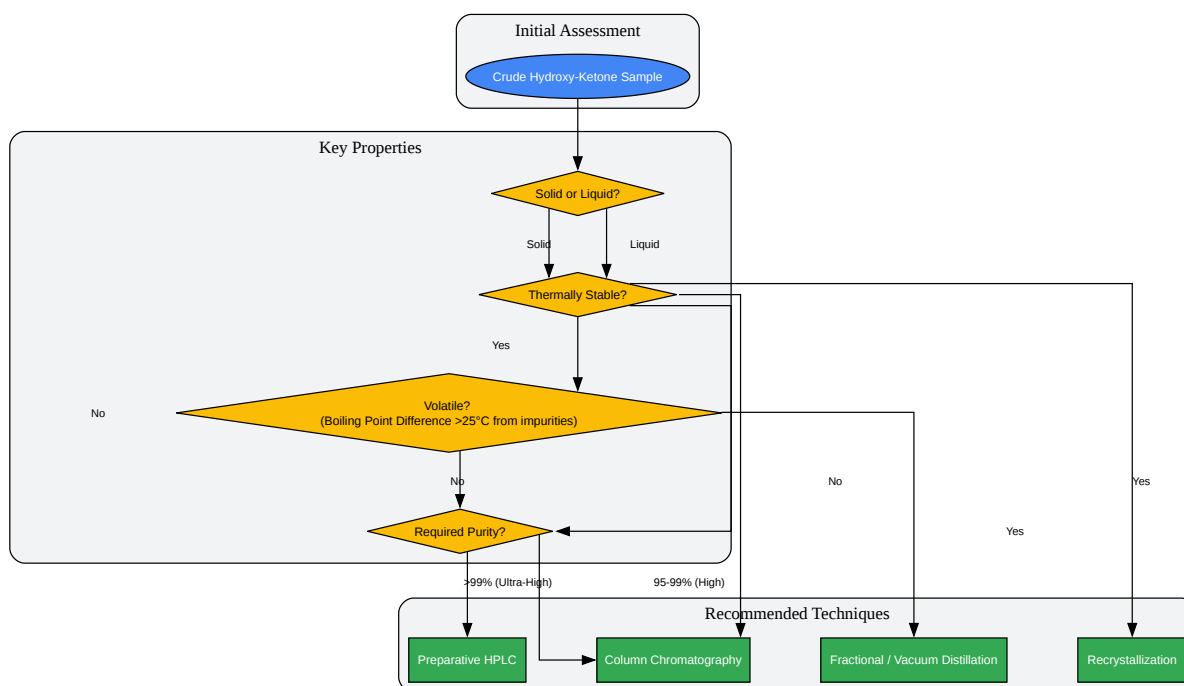 Initial Assessment
Crude Hydroxy-Ketone Sample
Key Properties
Solid or Liquid?
Solid
Liquid
Thermally Stable?
Yes
Volatile?
(Boiling Point Difference >25°C from impurities)
No
No
No
Yes
Yes
Required Purity?
>99% (Ultra-High)
95-99% (High)
Recommended Techniques
Preparative HPLC
Column Chromatography
Fractional / Vacuum Distillation
Recrystallization